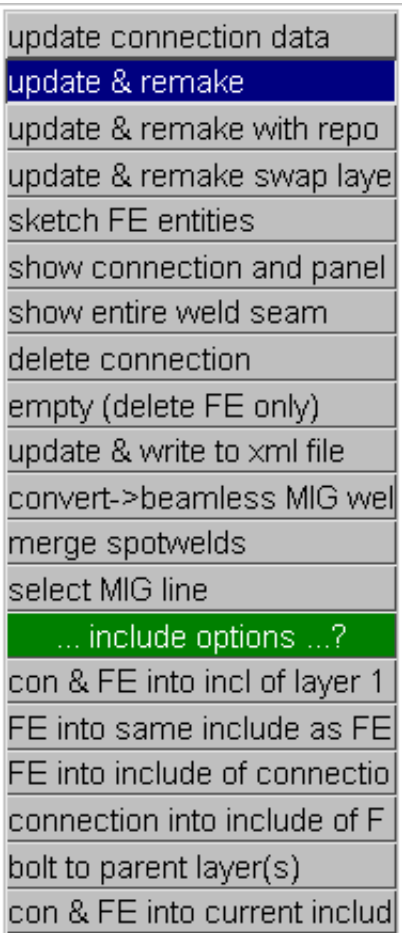 update connection data
update & remake
update & remake with repo
update & remake swap laye
sketch FE entities
show connection and panel
show entire weld seam
delete connection
empty (delete FE only)
update & write to xml file
convert->beamless MIG wel
merge spotwelds
select MIG line
... include options ...?
con & FE into incl of layer 1
FE into same include as FE
FE into include of connectio
connection into include of F
bolt to parent layer(s)
con & FE into current includ